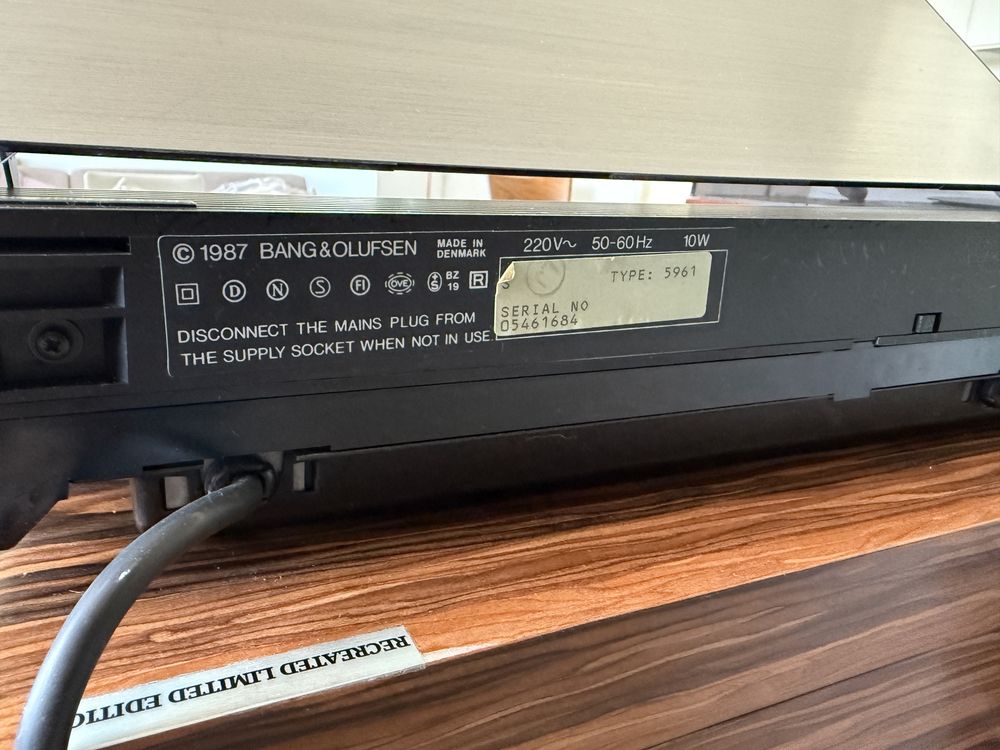 © 1987 BANG & OLUFSEN MADE IN DENMARK 220V~ 50-60Hz 10W
D N S FI OVE S BZ 19 R
S TYPE: 5961
SERIAL NO
05461684
DISCONNECT THE MAINS PLUG FROM
THE SUPPLY SOCKET WHEN NOT IN USE.
RECREATED LIMITED EDITIO